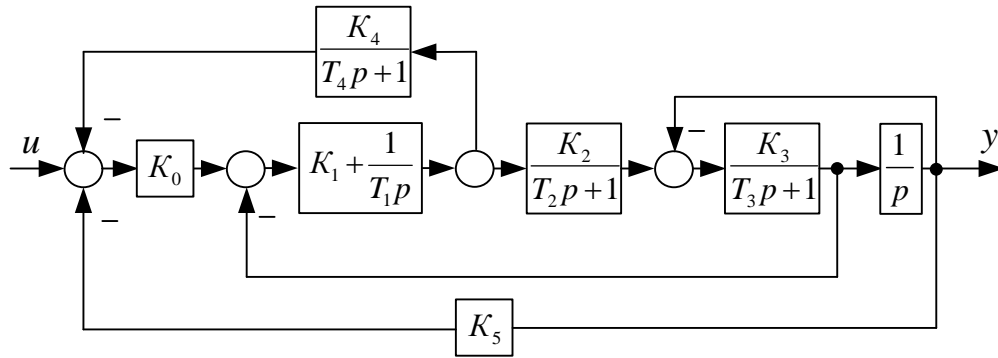 K₄
T₄p+1
u
−
K₀
−
K₁+
1
T₁p
K₂
T₂p+1
−
K₃
T₃p+1
1
p
y
−
K₅